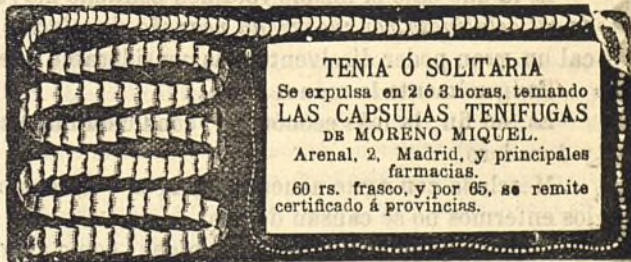 TENIA Ó SOLITARIA
Se expulsa en 2 ó 3 horas, tomando
LAS CAPSULAS TENIFUGAS
DE MORENO MIQUEL.
Arenal, 2, Madrid, y principales
farmacias.
60 rs. frasco, y por 65, se remite
certificado á provincias.